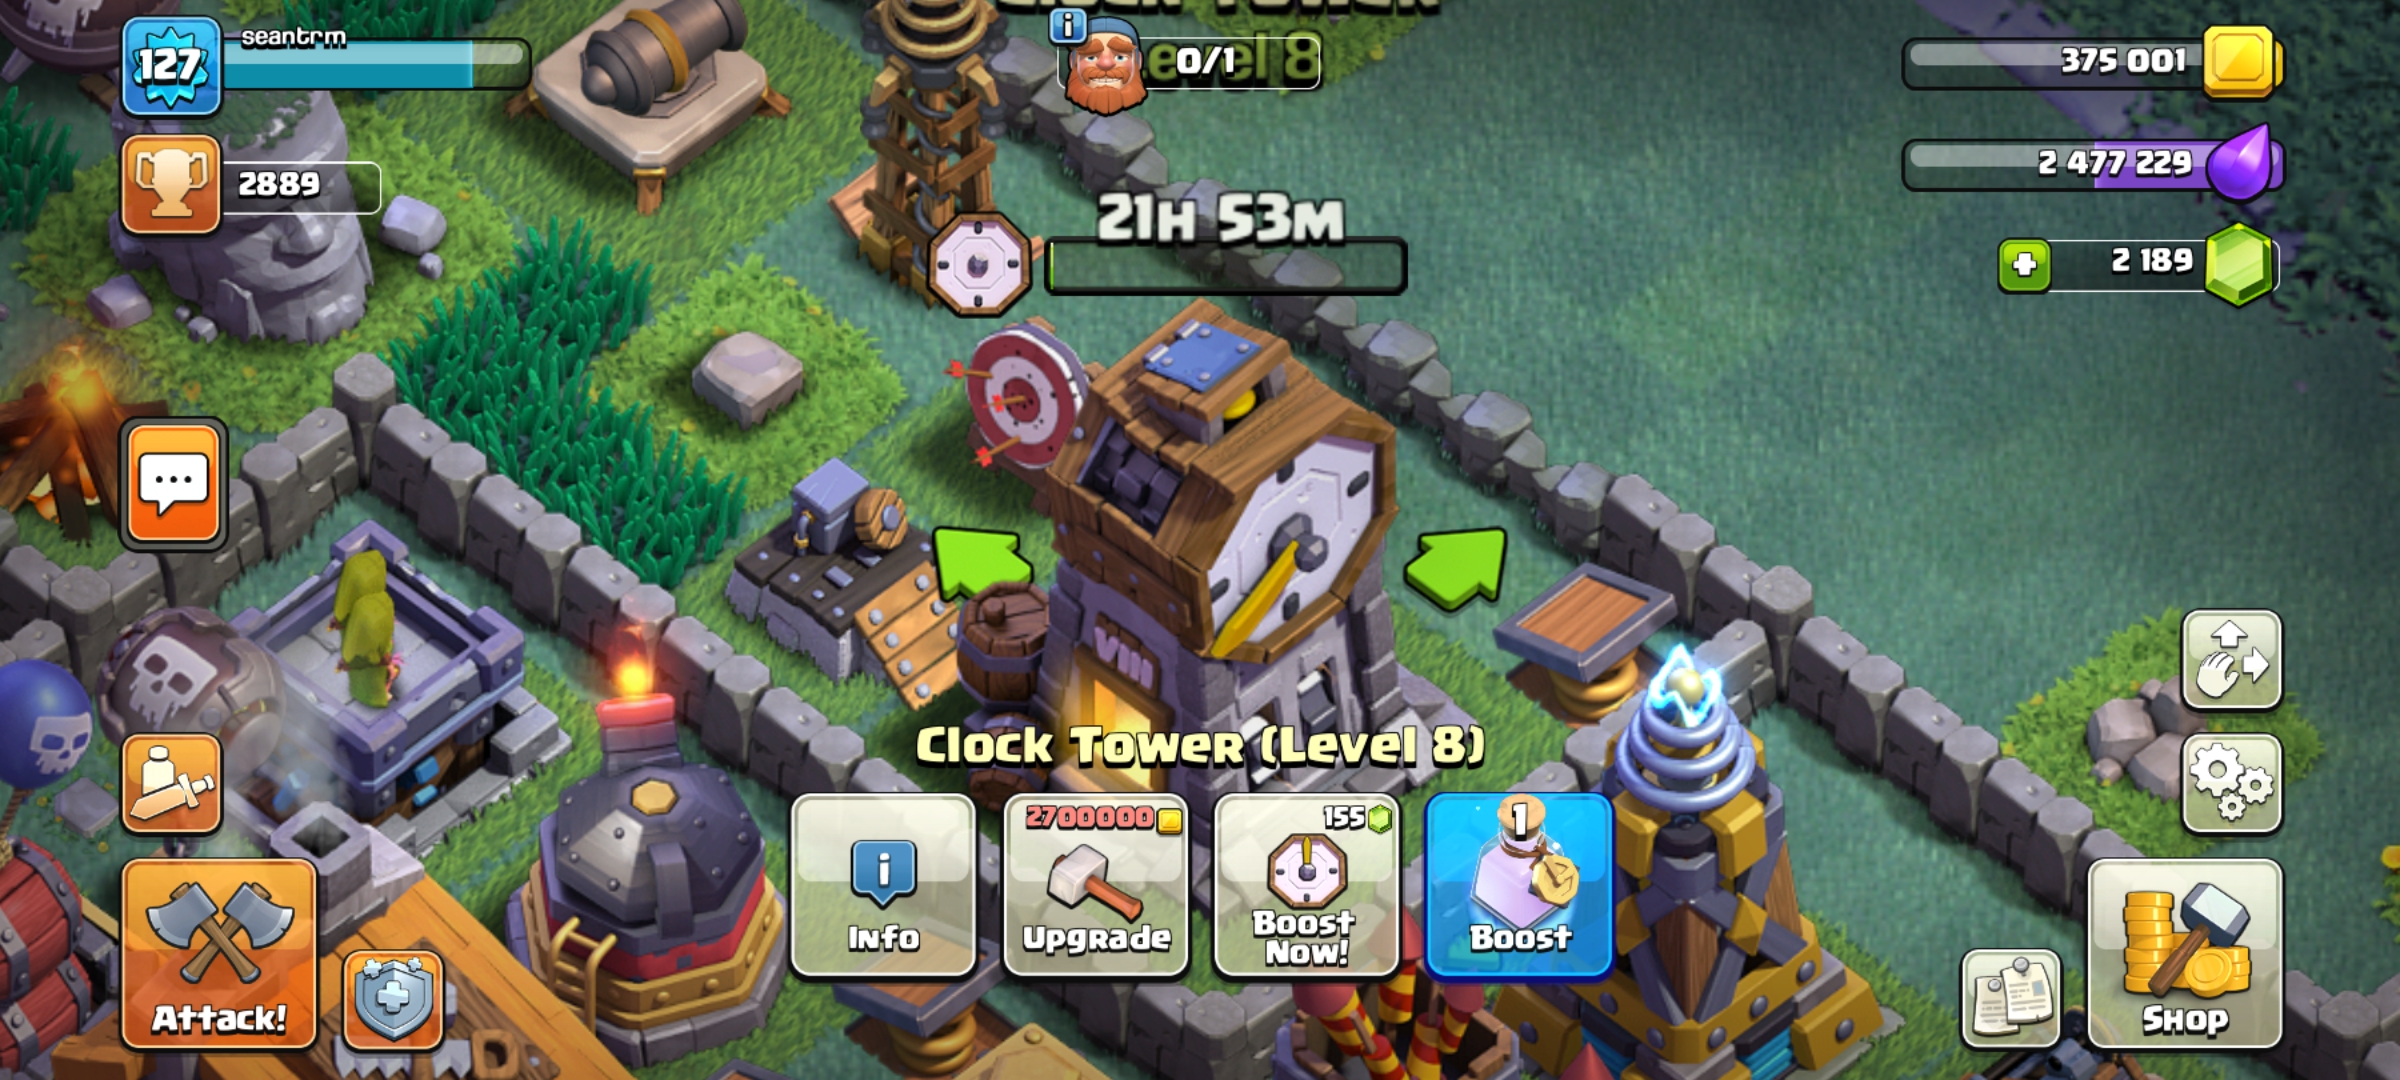 127
seantrm
0/1
375 001
2889
2 477 229
21H 53M
2 189
VIII
Clock Tower (Level 8)
2700000
155
1
Info
Upgrade
Boost
Now!
Boost
Attack!
Shop